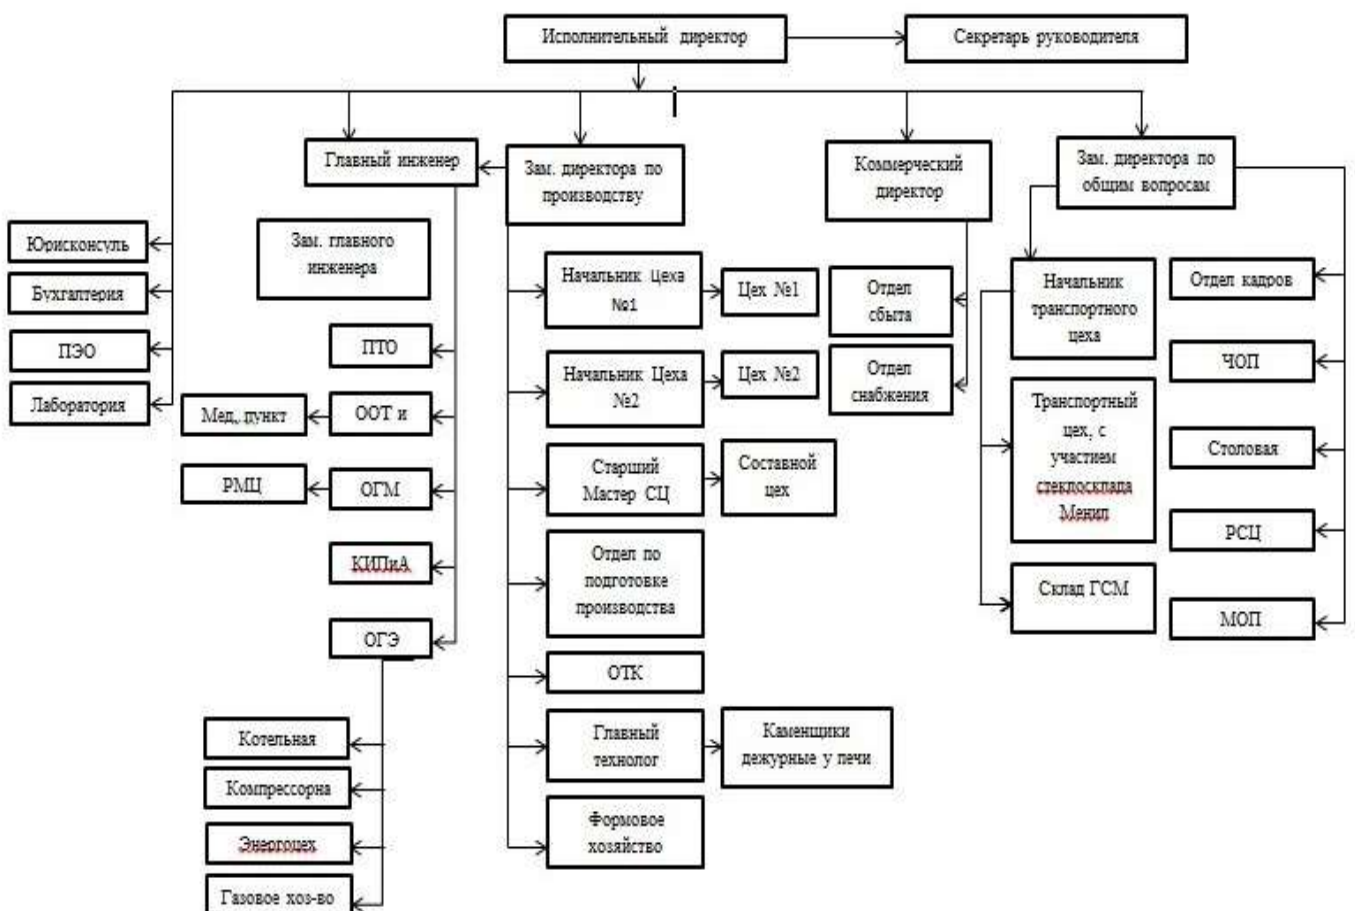 Исполнительный директор
Секретарь руководителя
Главный инженер
Зам. директора по
производству
Коммерческий
директор
Зам. директора по
общим вопросам
Юрисконсуль
Бухгалтерия
ПЭО
Лаборатория
Зам. главного
инженера
ПТО
ООТ и
Мед,. пункт
ОГМ
РМЦ
КИПиА
ОГЭ
Котельная
Компрессорна
Энергоцех
Газовое хоз-во
Начальник Цеха
№1
Цех №1
Начальник Цеха
№2
Цех №2
Старший
Мастер СЦ
Составной
цех
Отдел по
подготовке
производства
ОТК
Главный
технолог
Каменщики
дежурные у печи
Формовое
хозяйство
Отдел
сбыта
Отдел
снабжения
Начальник
транспортного
цеха
Транспортный
цех, с
участием
стеклосклада
Менил
Склад ГСМ
Отдел кадров
ЧОП
Столовая
РСЦ
МОП